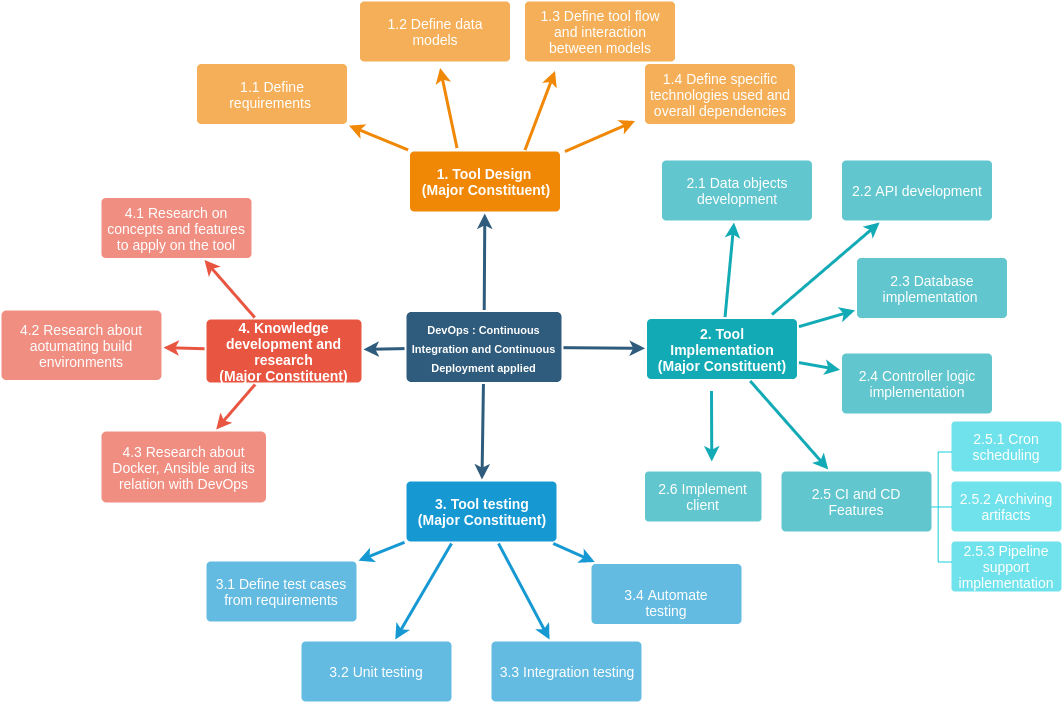 1.2 Define data
models
1.3 Define tool flow
and interaction
between models
1.1 Define
requirements
1.4 Define specific
technologies used and
overall dependencies
1. Tool Design
(Major Constituent)
2.1 Data objects
development
2.2 API development
4.1 Research on
concepts and features
to apply on the tool
2.3 Database
implementation
4.2 Research about
aotumating build
environments
4. Knowledge
development and
research
(Major Constituent)
DevOps : Continuous
Integration and Continuous
Deployment applied
2. Tool
Implementation
(Major Constituent)
2.4 Controller logic
implementation
4.3 Research about
Docker, Ansible and its
relation with DevOps
2.6 Implement
client
2.5 CI and CD
Features
2.5.1 Cron
scheduling
2.5.2 Archiving
artifacts
2.5.3 Pipeline
support
implementation
3. Tool testing
(Major Constituent)
3.1 Define test cases
from requirements
3.4 Automate
testing
3.2 Unit testing
3.3 Integration testing